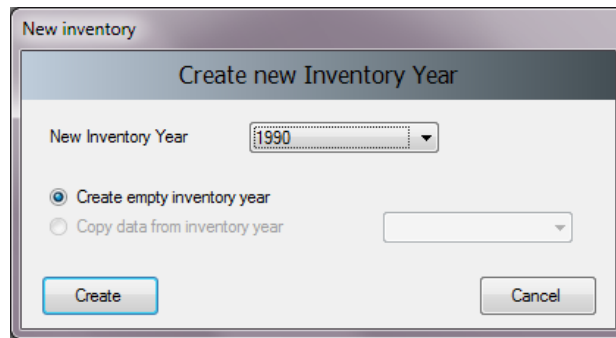 New inventory
Create new Inventory Year
New Inventory Year 1990
Create empty inventory year
Copy data from inventory year
Create Cancel